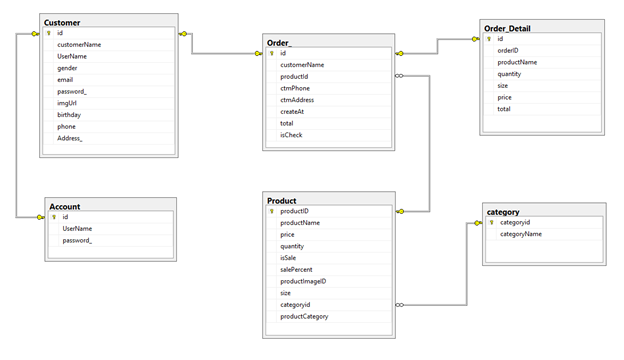 Customer
id
customerName
UserName
gender
email
password_
imgUrl
birthday
phone
Address_
Order_
id
customerName
productId
ctmPhone
ctmAddress
createAt
total
isCheck
Order_Detail
id
orderID
productName
quantity
size
price
total
Account
id
UserName
password_
Product
productID
productName
price
quantity
isSale
salePercent
productImageID
size
categoryid
productCategory
category
categoryid
categoryName